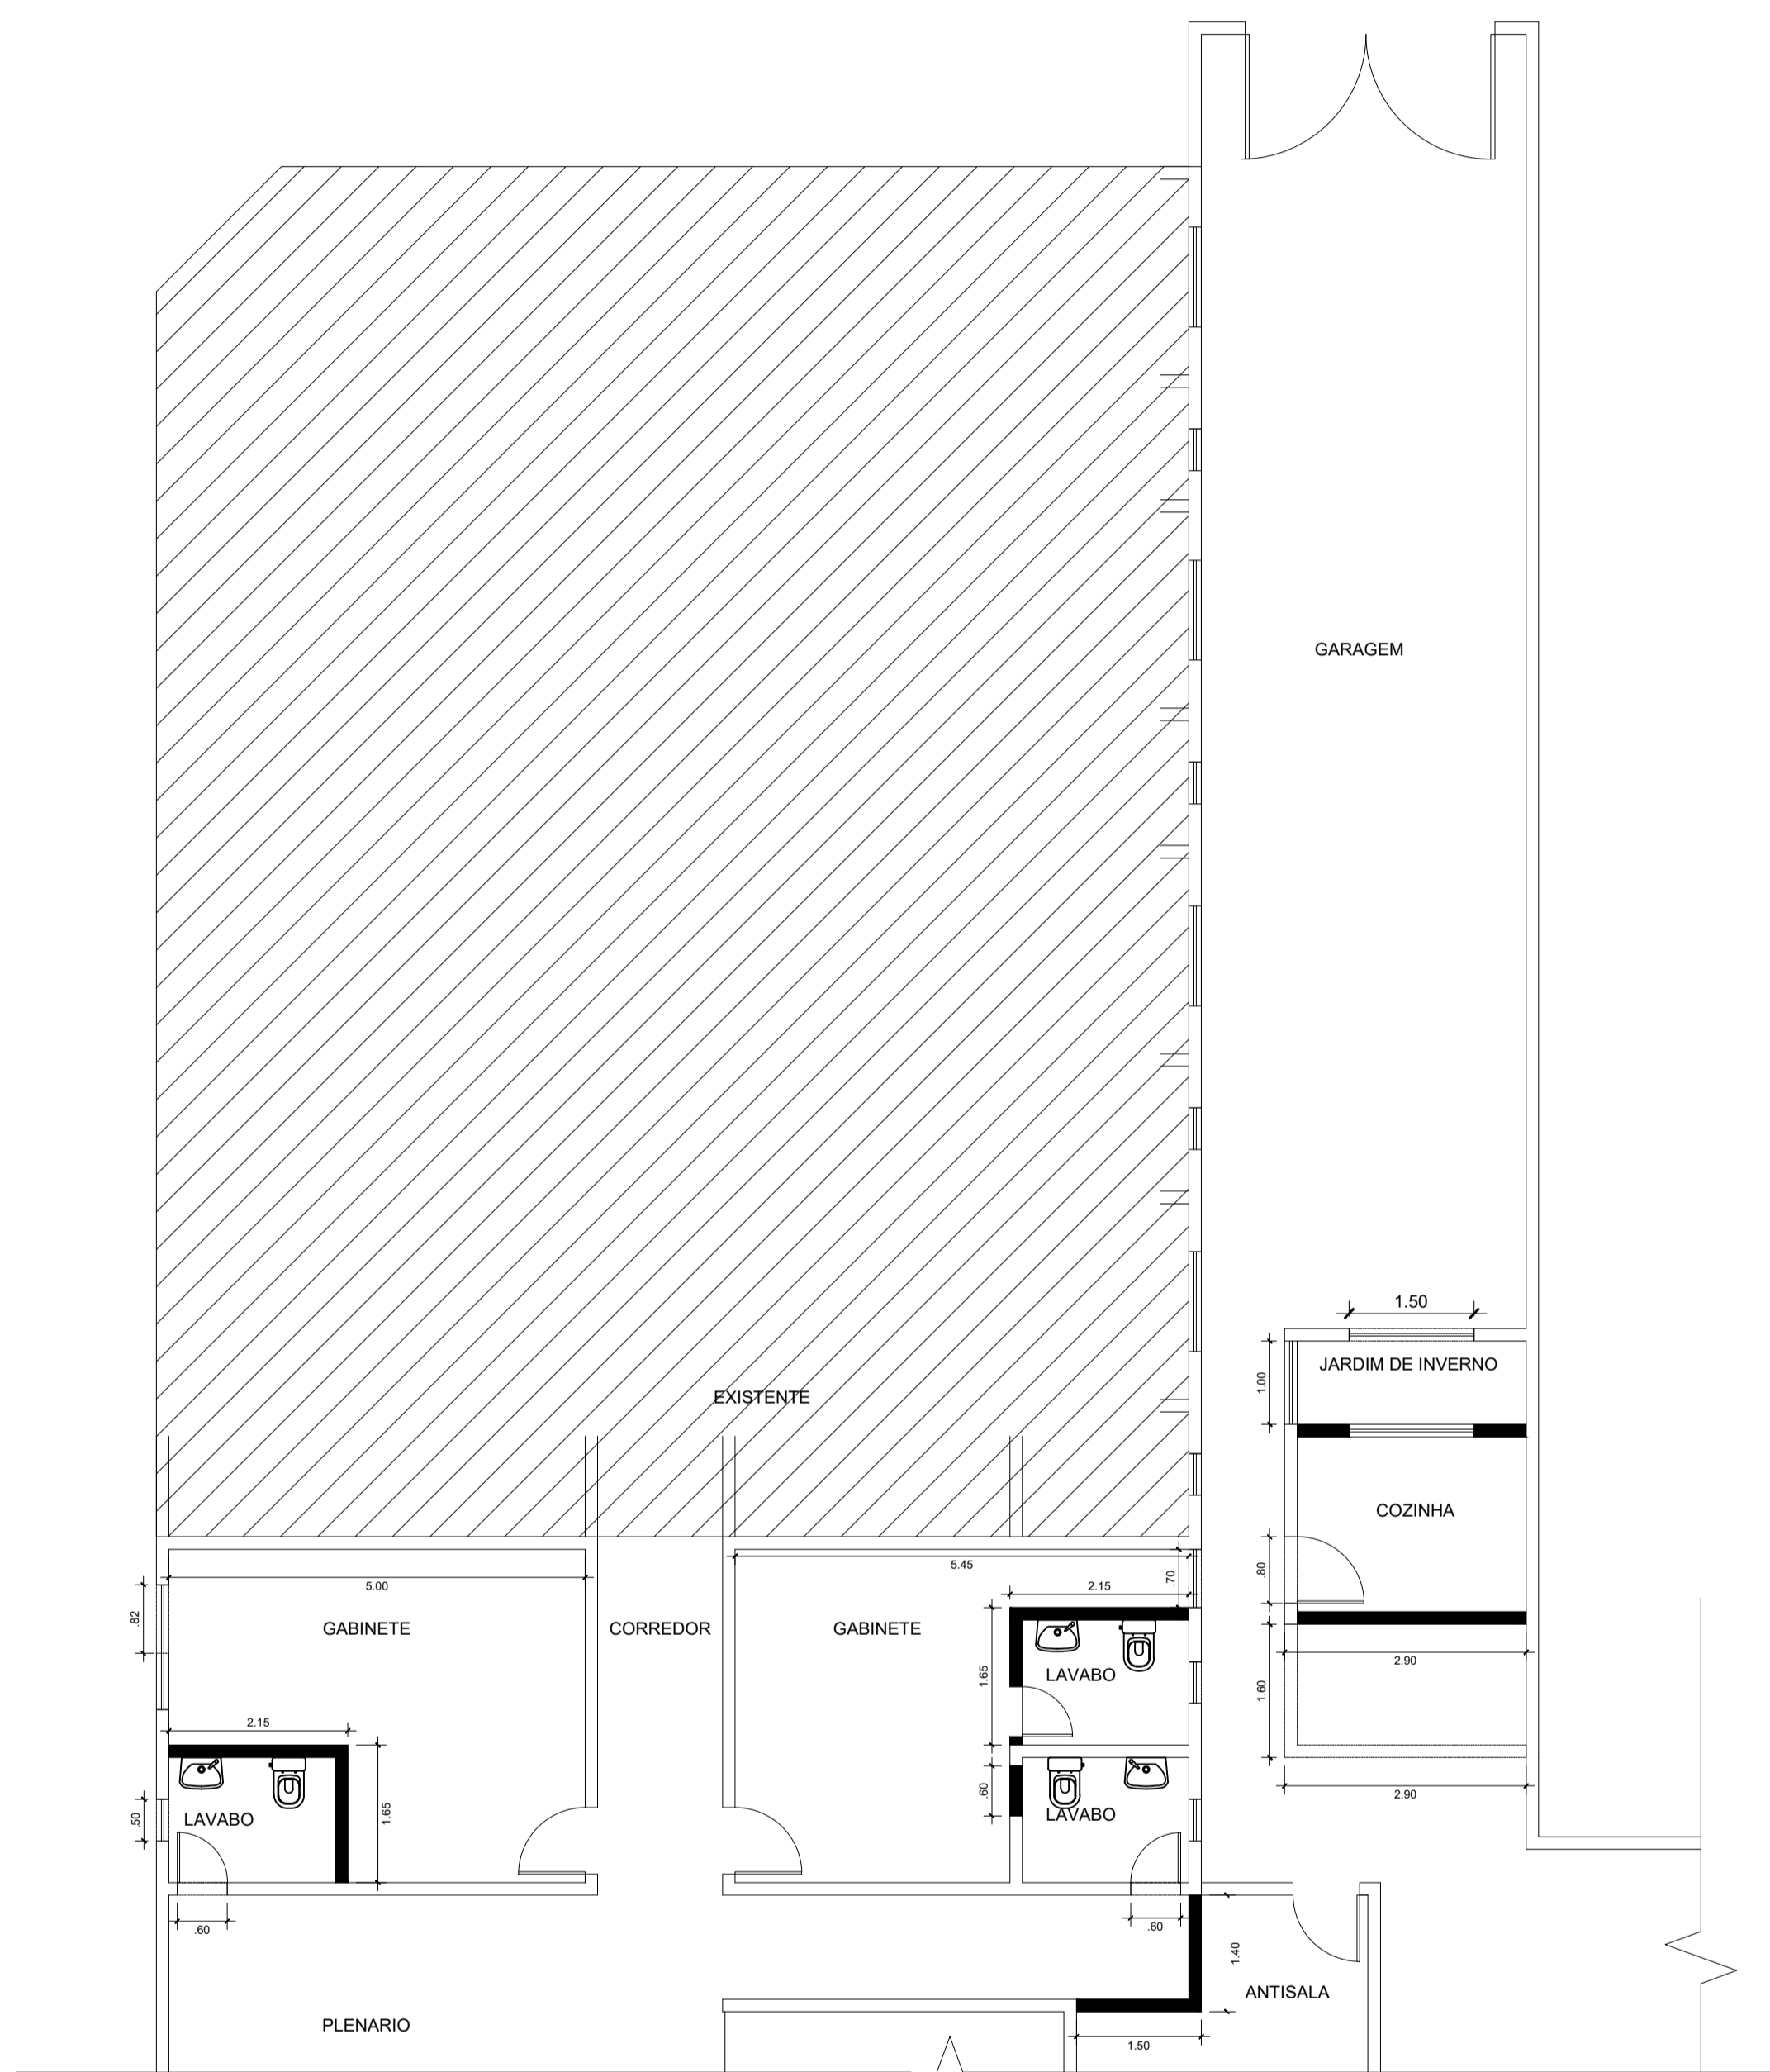 GARAGEM
1.50
JARDIM DE INVERNO
1.00
EXISTENTE
COZINHA
.80
5.45
.70
5.00
2.15
.82
GABINETE
CORREDOR
GABINETE
2.90
LAVABO
1.65
1.60
2.15
2.90
.60
LAVABO
1.65
.50
LAVABO
.60
.60
1.40
ANTISALA
PLENARIO
1.50